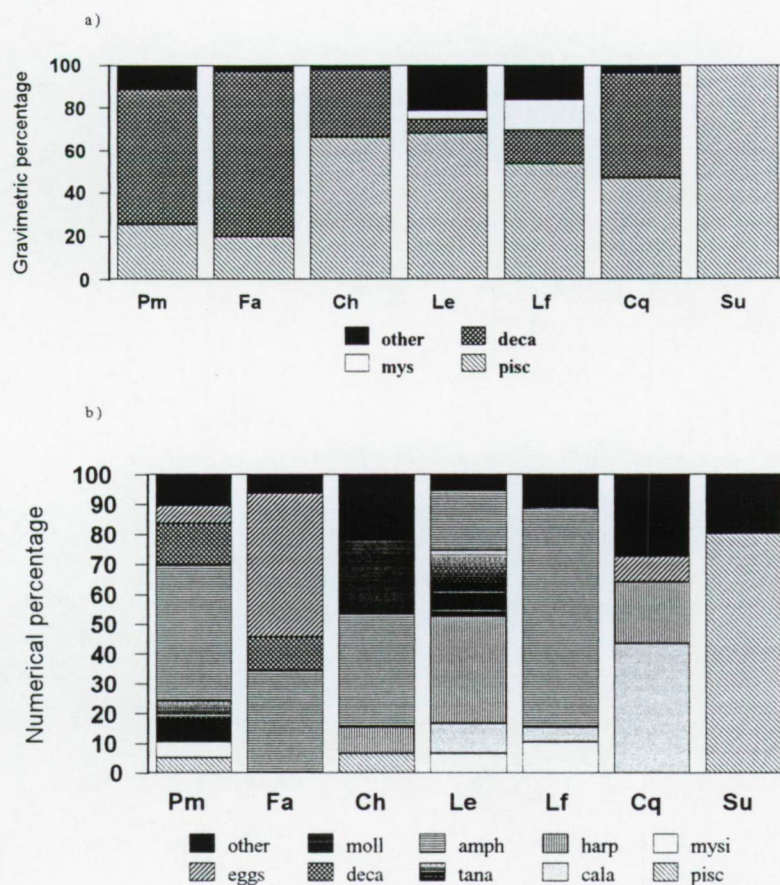 a)
Gravimetric percentage
100
80
60
40
20
0
Pm Fa Ch Le Lf Cq Su
other deca
mys pisc
b)
Numerical percentage
100
90
80
70
60
50
40
30
20
10
0
Pm Fa Ch Le Lf Cq Su
other moll amph harp mysi
eggs deca tana cala pisc